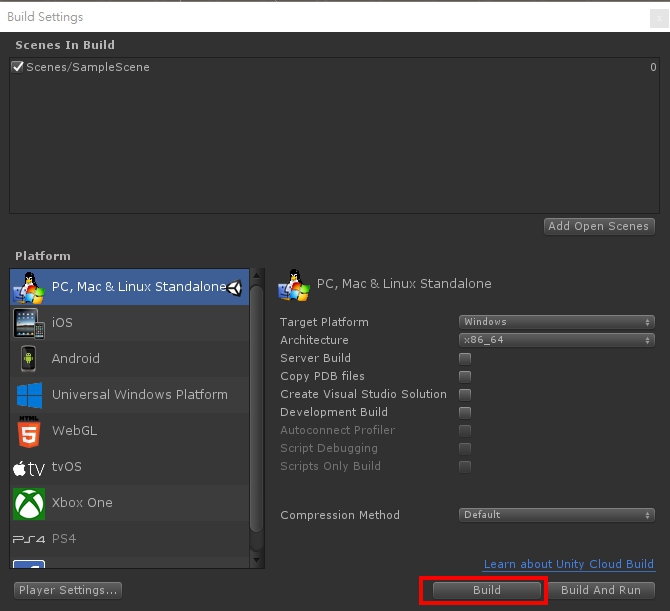 Build Settings
Scenes In Build
Scenes/SampleScene 0
Add Open Scenes
Platform
PC, Mac & Linux Standalone
iOS
Android
Universal Windows Platform
HTML
WebGL
tv tvOS
Xbox One
PS4 PS4
PC, Mac & Linux Standalone
Target Platform Windows
Architecture x86_64
Server Build
Copy PDB files
Create Visual Studio Solution
Development Build
Autoconnect Profiler
Script Debugging
Scripts Only Build
Compression Method Default
Learn about Unity Cloud Build
Player Settings... Build Build And Run